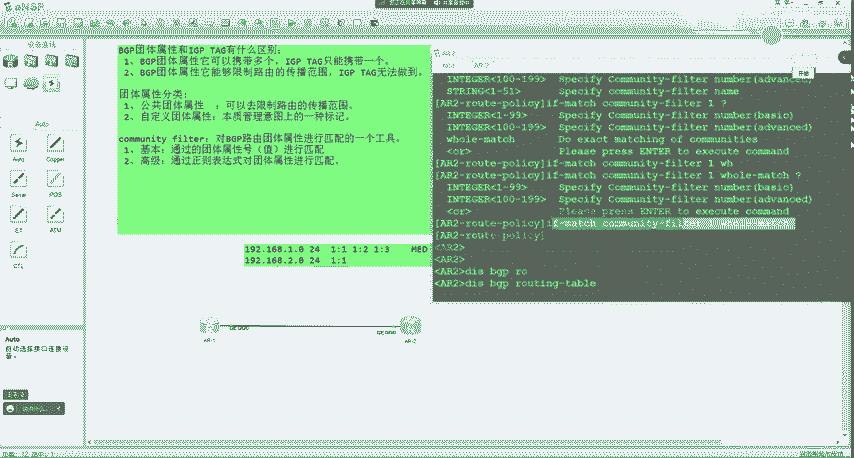 eNSP
BGP团体属性和IGP TAG有什么区别:
1、BGP团体属性它可以携带多个，IGP TAG只能携带一个。
2、BGP团体属性它能够限制路由的传播范围，IGP TAG无法做到。
团体属性分类:
1、公共团体属性 ：可以去限制路由的传播范围。
2、自定义团体属性: 本质管理意图上的一种标记。
community filter: 对BGP路由团体属性进行匹配的一个工具。
1、基本: 通过的团体属性号（值）进行匹配
2、高级: 通过正则表达式对团体属性进行匹配。
192.168.1.0 24 1:1 1:2 1:3 MED
192.168.2.0 24 1:1
AR2
INTEGER<100-199> Specify Community-filter number(advanced)
STRING<1-51> Specify Community-filter name
[AR2-route-policy]if-match community-filter 1 ?
INTEGER<1-99> Specify Community-filter number(basic)
INTEGER<100-199> Specify Community-filter number(advanced)
whole-match Do exact matching of communities
<cr> Please press ENTER to execute command
[AR2-route-policy]if-match community-filter 1 wh
[AR2-route-policy]if-match community-filter 1 whole-match ?
INTEGER<1-99> Specify Community-filter number(basic)
INTEGER<100-199> Specify Community-filter number(advanced)
<cr> Please press ENTER to execute command
[AR2-route-policy]if-match community-fil
[AR2-route-policy]
<AR2>
<AR2>
<AR2>dis bgp ro
<AR2>dis bgp routing-table
Auto
Auto
Copper
Serial
POS
E1
ATM
CTL
Auto
自动选择接口连接设备。